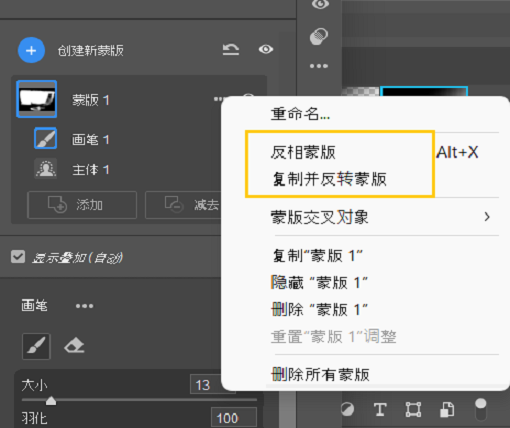 创建新蒙版
蒙版 1
画笔 1
主体 1
添加
减去
显示叠加(自动)
画笔
大小
13
羽化
100
重命名...
反相蒙版
Alt+X
复制并反转蒙版
蒙版交叉对象
复制“蒙版 1”
隐藏 “蒙版 1”
删除 “蒙版 1”
重置“蒙版 1”调整
删除所有蒙版
T